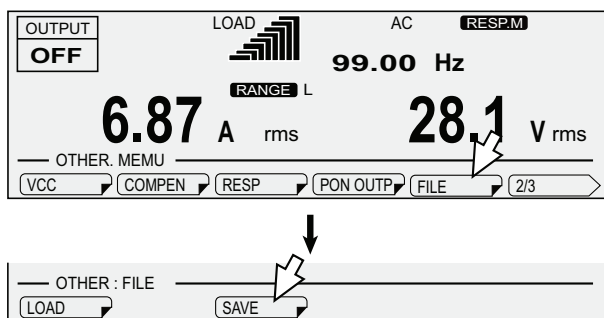 OUTPUT
OFF
LOAD
AC RESP.M
99.00 Hz
RANGE L
6.87 A rms 28.1 V rms
OTHER. MEMU
VCC COMPEN RESP PON OUTP FILE 2/3
OTHER : FILE
LOAD SAVE